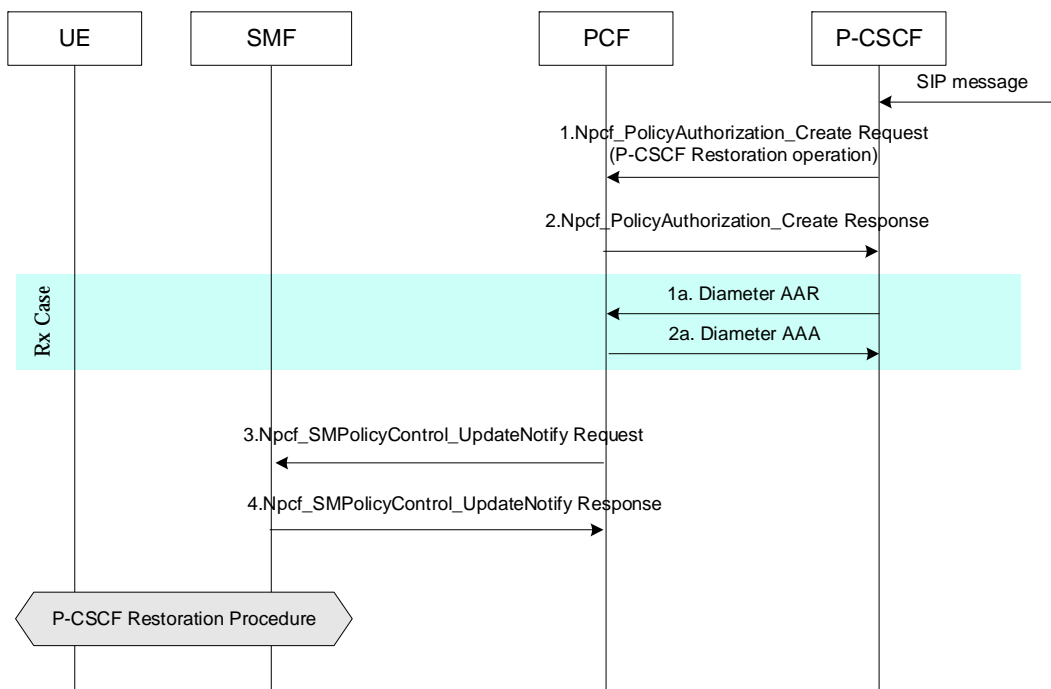 UE
SMF
PCF
P-CSCF
SIP message
1.Npcf_PolicyAuthorization_Create Request
(P-CSCF Restoration operation)
2.Npcf_PolicyAuthorization_Create Response
Rx Case
1a. Diameter AAR
2a. Diameter AAA
3.Npcf_SMPolicyControl_UpdateNotify Request
4.Npcf_SMPolicyControl_UpdateNotify Response
P-CSCF Restoration Procedure